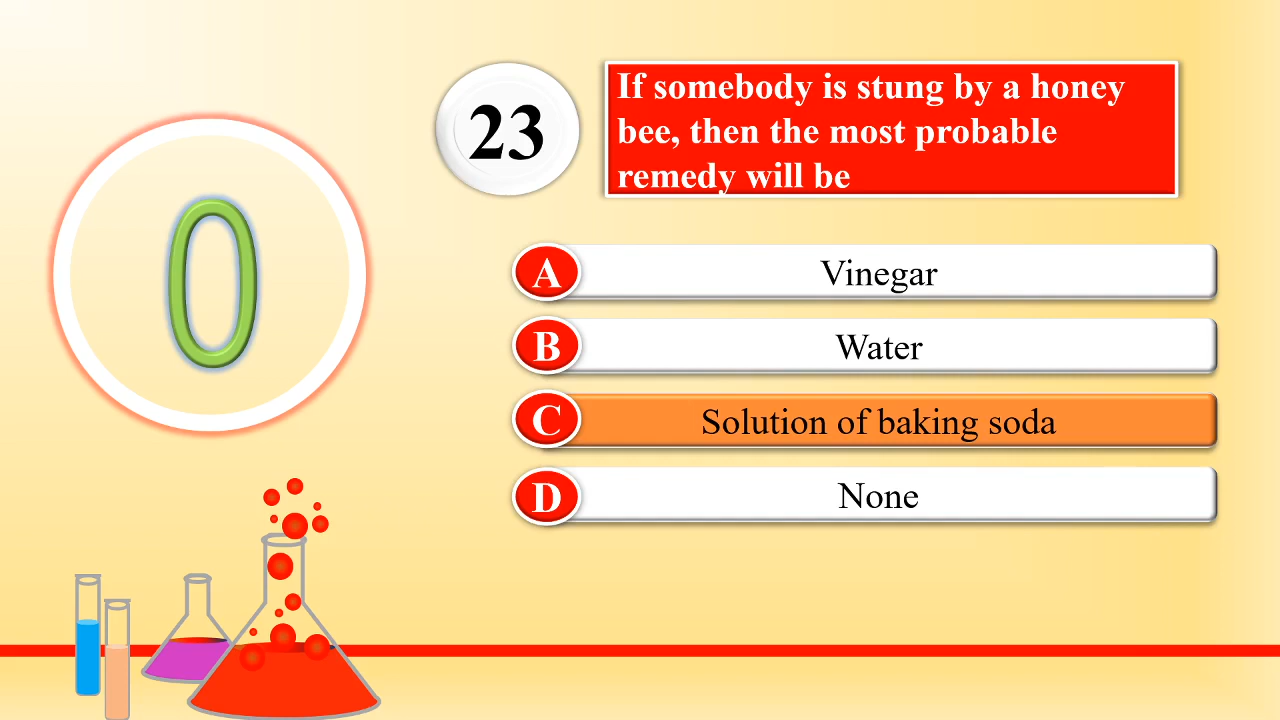 23
If somebody is stung by a honey
bee, then the most probable
remedy will be
0
A Vinegar
B Water
C Solution of baking soda
D None